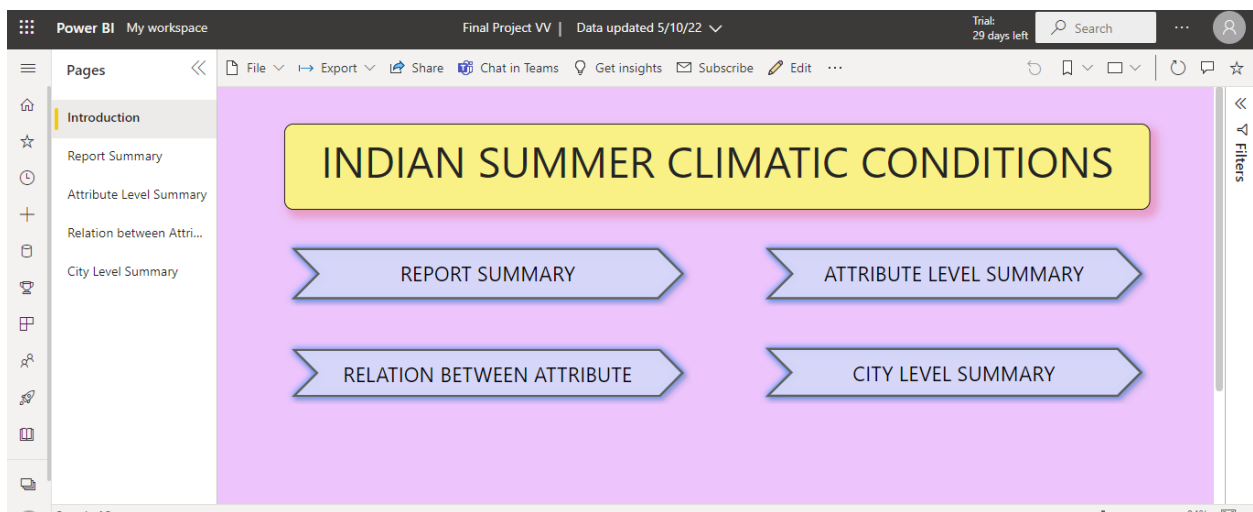 Power BI My workspace
Final Project VV | Data updated 5/10/22
Trial:
29 days left
Search
Pages
File Export Share Chat in Teams Get insights Subscribe Edit
Introduction
Report Summary
Attribute Level Summary
Relation between Attri...
City Level Summary
INDIAN SUMMER CLIMATIC CONDITIONS
REPORT SUMMARY
ATTRIBUTE LEVEL SUMMARY
RELATION BETWEEN ATTRIBUTE
CITY LEVEL SUMMARY
Filters